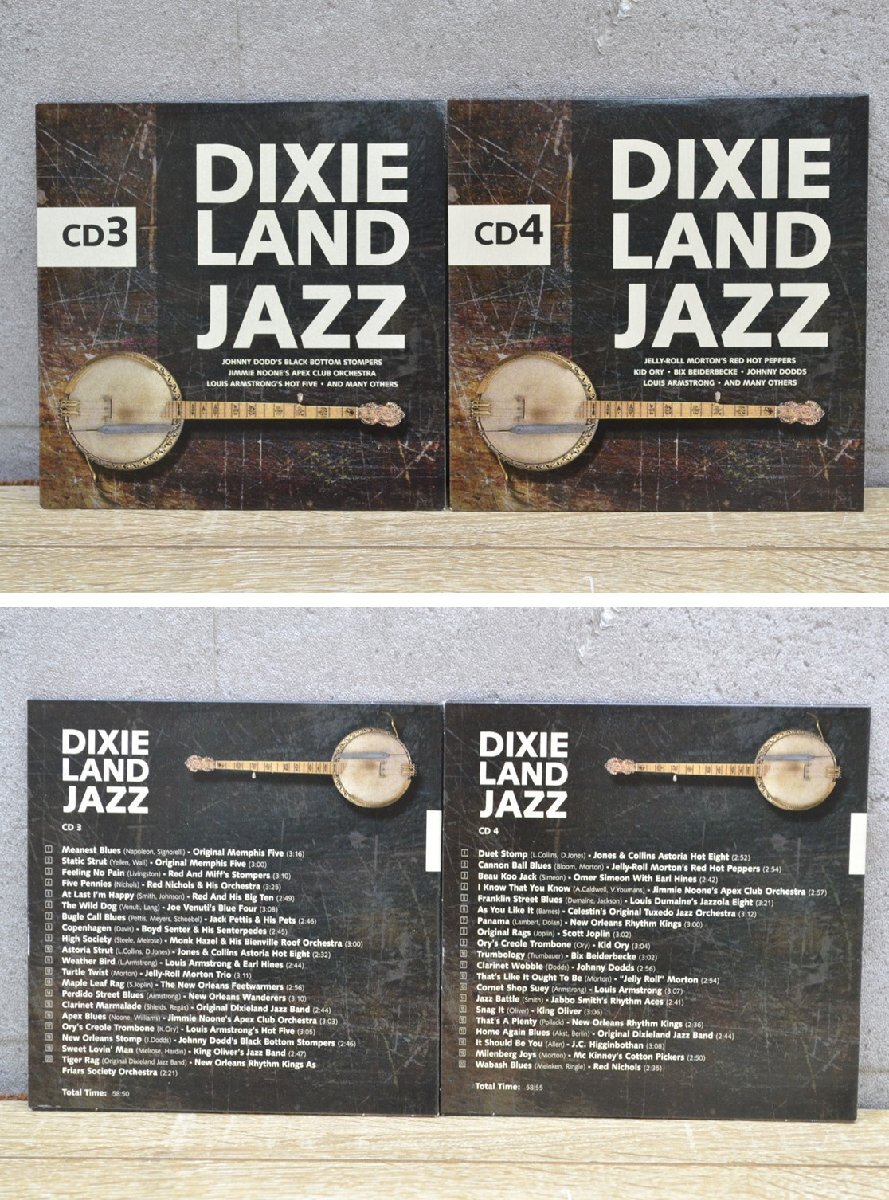 CD3
DIXIE
LAND
JAZZ
JOHNNY DODD'S BLACK BOTTOM STOMPERS
JIMMIE NOONE'S APEX CLUB ORCHESTRA
LOUIS ARMSTRONG'S HOT FIVE • AND MANY OTHERS
CD4
DIXIE
LAND
JAZZ
JELLY-ROLL MORTON'S RED HOT PEPPERS
KID ORY • BIX BEIDERBECKE • JOHNNY DODDS
LOUIS ARMSTRONG • AND MANY OTHERS
DIXIE
LAND
JAZZ
CD 3
Meanest Blues (Napoleon, Signorelli) • Original Memphis Five (3:16)
Static Strut (Yellen, Wall) • Original Memphis Five (3:00)
Feeling No Pain (Livingston) • Red And Miff's Stompers (3:10)
Five Pennies (Nichols) • Red Nichols & His Orchestra (3:25)
At Last I'm Happy (Smith, Johnson) • Red And His Big Ten (2:49)
The Wild Dog (Venuti, Lang) • Joe Venuti's Blue Four (3:08)
Bugle Call Blues (Pettis, Meyers, Schoebel) • Jack Pettis & His Pets (2:46)
Copenhagen (Davis) • Boyd Senter & His Senterpedes (2:45)
High Society (Steele, Melrose) • Monk Hazel & His Bienville Roof Orchestra (3:00)
Astoria Strut (L.Collins, D.Jones) • Jones & Collins Astoria Hot Eight (2:32)
Weather Bird (L.Armstrong) • Louis Armstrong & Earl Hines (2:44)
Turtle Twist (Morton) • Jelly-Roll Morton Trio (3:11)
Maple Leaf Rag (S.Joplin) • The New Orleans Feetwarmers (2:56)
Perdido Street Blues (Armstrong) • New Orleans Wanderers (3:10)
Clarinet Marmalade (Shields, Regas) • Original Dixieland Jazz Band (2:44)
Apex Blues (Noone, Williams) • Jimmie Noone's Apex Club Orchestra (3:03)
Ory's Creole Trombone (K.Ory) • Louis Armstrong's Hot Five (3:05)
New Orleans Stomp (J.Dodds) • Johnny Dodd's Black Bottom Stompers (2:46)
Sweet Lovin' Man (Melrose, Hardin) • King Oliver's Jazz Band (2:47)
Tiger Rag (Original Dixieland Jazz Band) • New Orleans Rhythm Kings As
Friars Society Orchestra (2:21)
Total Time: 58:50
DIXIE
LAND
JAZZ
CD 4
Duet Stomp (L.Collins, D.Jones) • Jones & Collins Astoria Hot Eight (2:52)
Cannon Ball Blues (Bloom, Morton) • Jelly-Roll Morton's Red Hot Peppers (2:54)
Beau Koo Jack (Simeon) • Omer Simeon With Earl Hines (2:42)
I Know That You Know (A.Caldwell, V.Youmans) • Jimmie Noone's Apex Club Orchestra (2:57)
Franklin Street Blues (Dumaine, Jackson) • Louis Dumaine's Jazzola Eight (3:21)
As You Like It (Barnes) • Celestin's Original Tuxedo Jazz Orchestra (3:12)
Panama (Lambert, Dolias) • New Orleans Rhythm Kings (3:00)
Original Rags (Joplin) • Scott Joplin (3:02)
Ory's Creole Trombone (Ory) • Kid Ory (3:04)
Trumbology (Trumbauer) • Bix Beiderbecke (3:02)
Clarinet Wobble (Dodds) • Johnny Dodds (2:56)
That's Like It Ought To Be (Morton) • "Jelly Roll" Morton (2:54)
Cornet Shop Suey (Armstrong) • Louis Armstrong (3:07)
Jazz Battle (Smith) • Jabbo Smith's Rhythm Aces (2:41)
Snag It (Oliver) • King Oliver (3:06)
That's A Plenty (Pollack) • New Orleans Rhythm Kings (2:36)
Home Again Blues (Akst, Berlin) • Original Dixieland Jazz Band (2:44)
It Should Be You (Allen) • J.C. Higginbothan (3:08)
Milenberg Joys (Morton) • Mc Kinney's Cotton Pickers (2:50)
Wabash Blues (Meinken, Ringle) • Red Nichols (2:35)
Total Time: 58:55